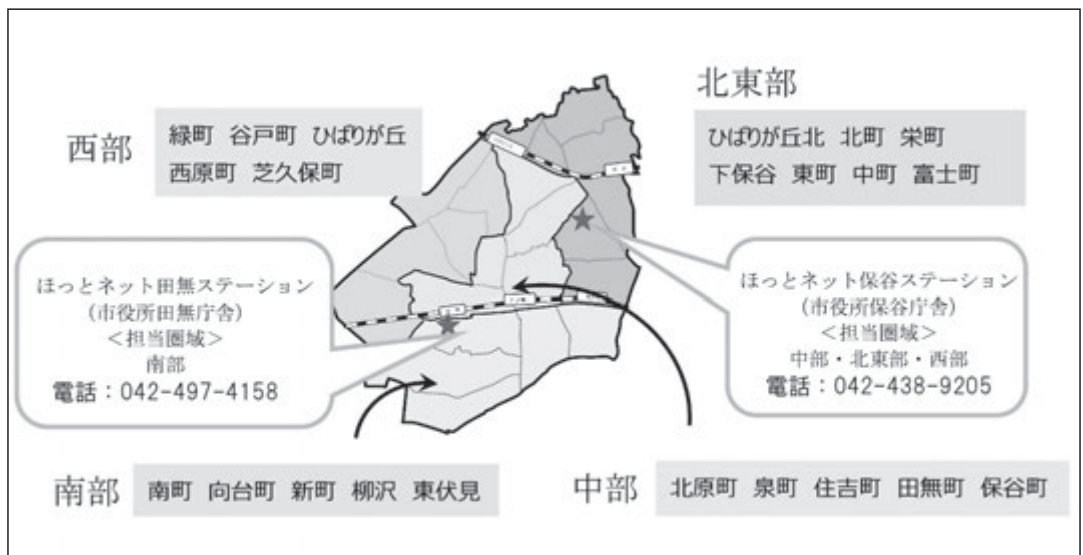 北東部
ひばりが丘北 北町 栄町
下保谷 東町 中町 富士町
西部
緑町 谷戸町 ひばりが丘
西原町 芝久保町
ほっとネット田無ステーション
(市役所田無庁舎)
<担当圏域>
南部
電話：042-497-4158
ほっとネット保谷ステーション
(市役所保谷庁舎)
<担当圏域>
中部・北東部・西部
電話：042-438-9205
南部
南町 向台町 新町 柳沢 東伏見
中部
北原町 泉町 住吉町 田無町 保谷町